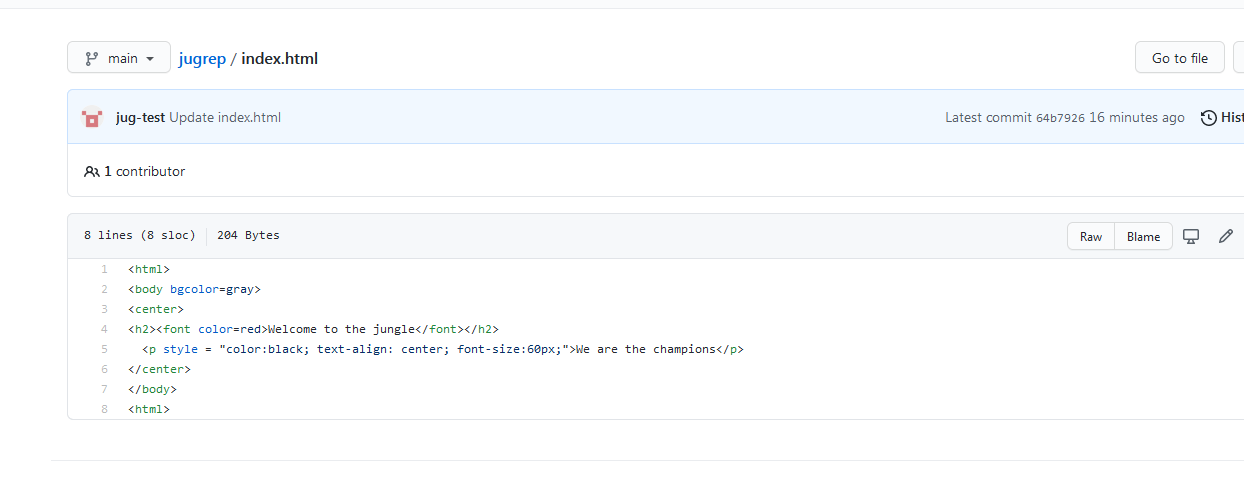 main jugrep / index.html Go to file
jug-test Update index.html Latest commit 64b7926 16 minutes ago Hist
1 contributor
8 lines (8 sloc) 204 Bytes Raw Blame
1 <html>
2 <body bgcolor=gray>
3 <center>
4 <h2><font color=red>Welcome to the jungle</font></h2>
5   <p style = "color:black; text-align: center; font-size:60px;">We are the champions</p>
6 </center>
7 </body>
8 <html>